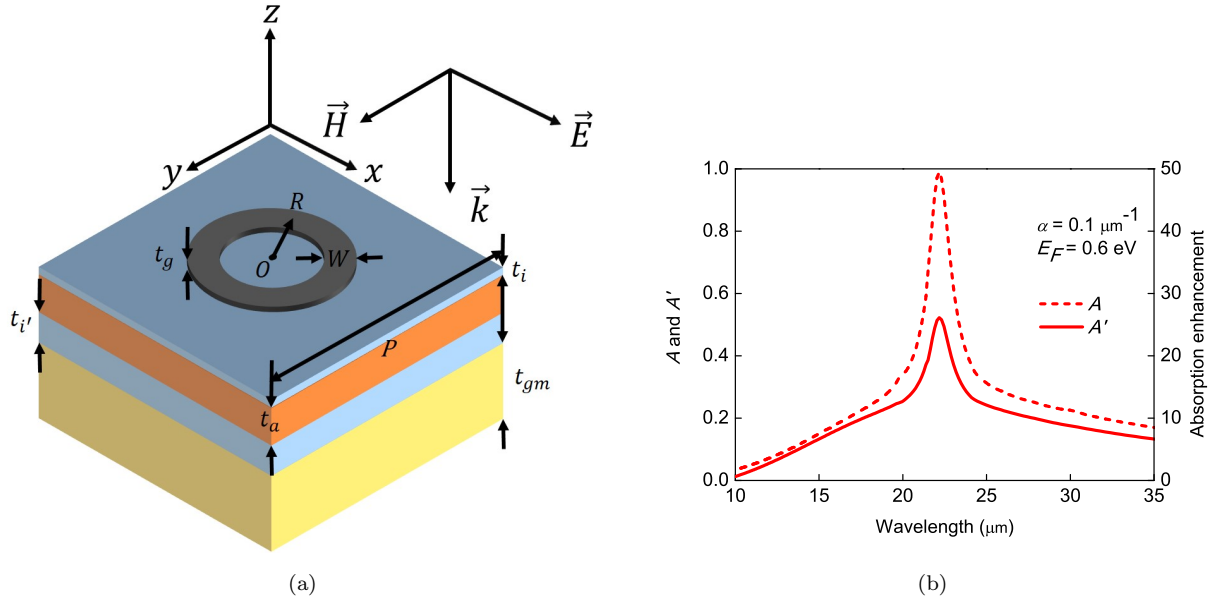 z
H
E
y
x
k
R
t_g
O
W
t_i
t_i'
P
t_gm
t_a
(a)
A and A′
1.0
0.8
0.6
0.4
0.2
0.0
50
40
30
20
10
0
Absorption enhancement
α = 0.1 μm⁻¹
E_F = 0.6 eV
A
A′
10
15
20
25
30
35
Wavelength (μm)
(b)